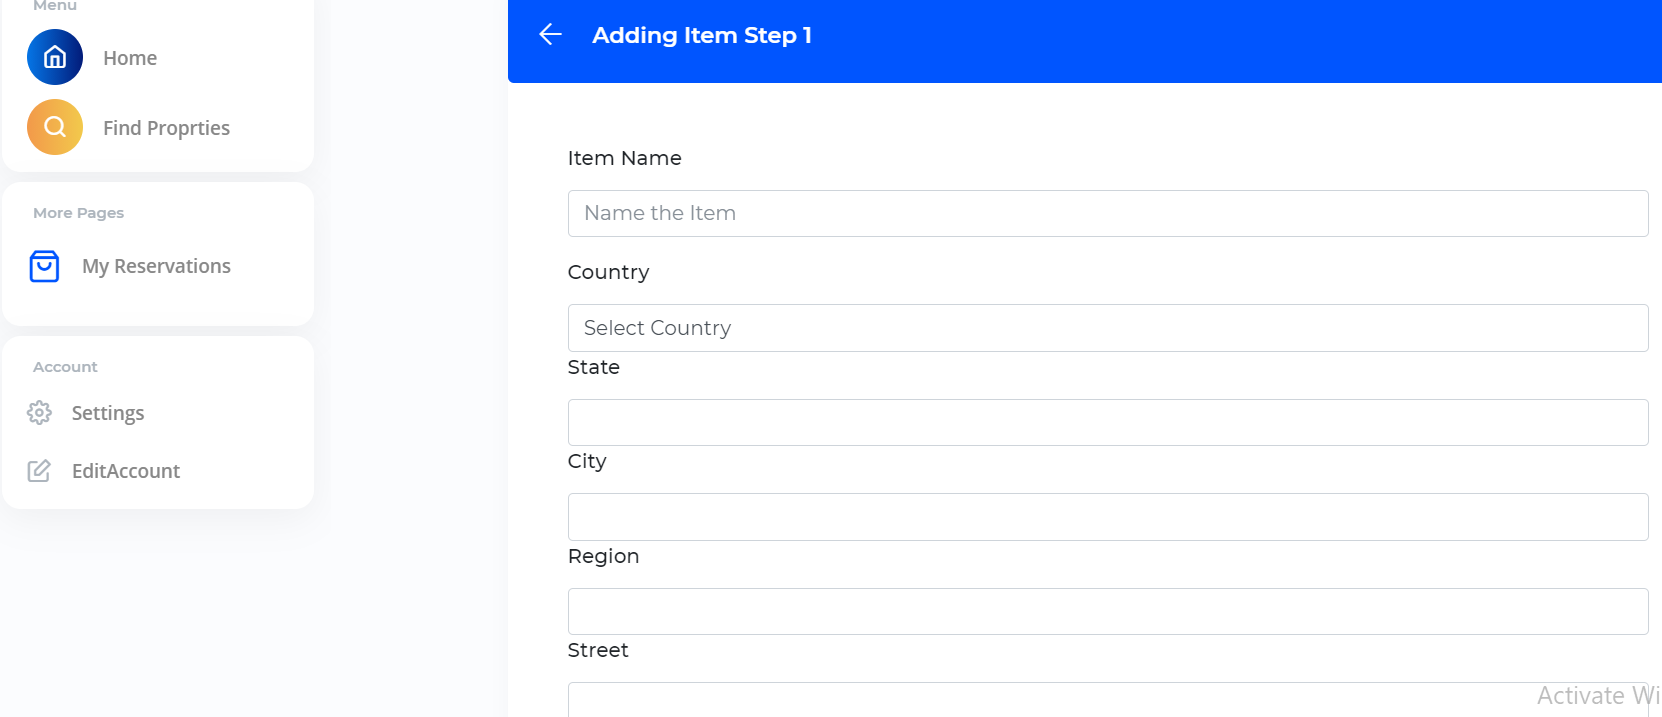 Menu
Home
Find Proprties
More Pages
My Reservations
Account
Settings
EditAccount
Adding Item Step 1
Item Name
Name the Item
Country
Select Country
State
City
Region
Street
Activate Wi